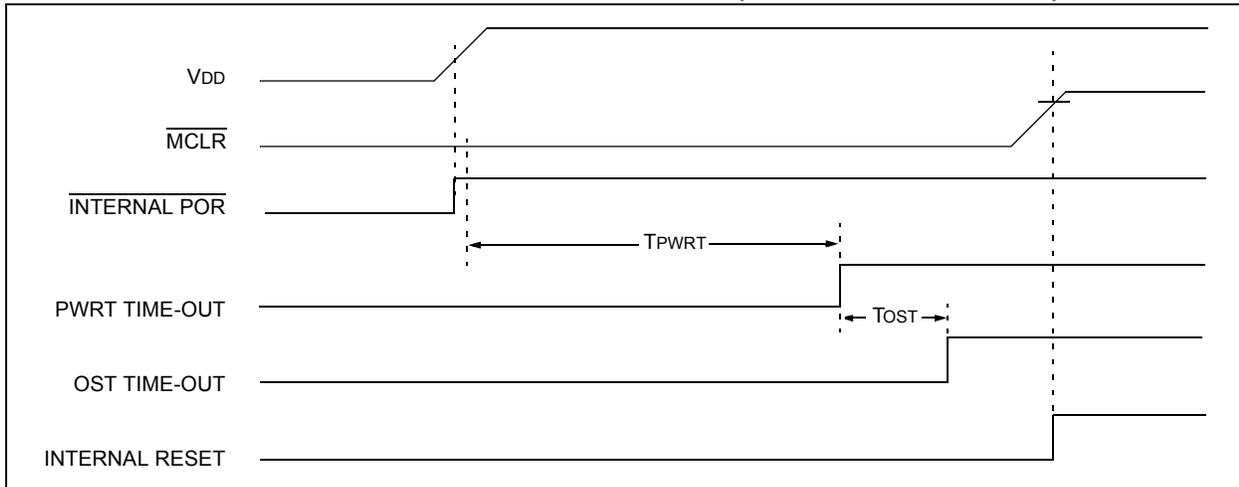 VDD
MCLR
INTERNAL POR
TPWRT
PWRT TIME-OUT
TOST
OST TIME-OUT
INTERNAL RESET